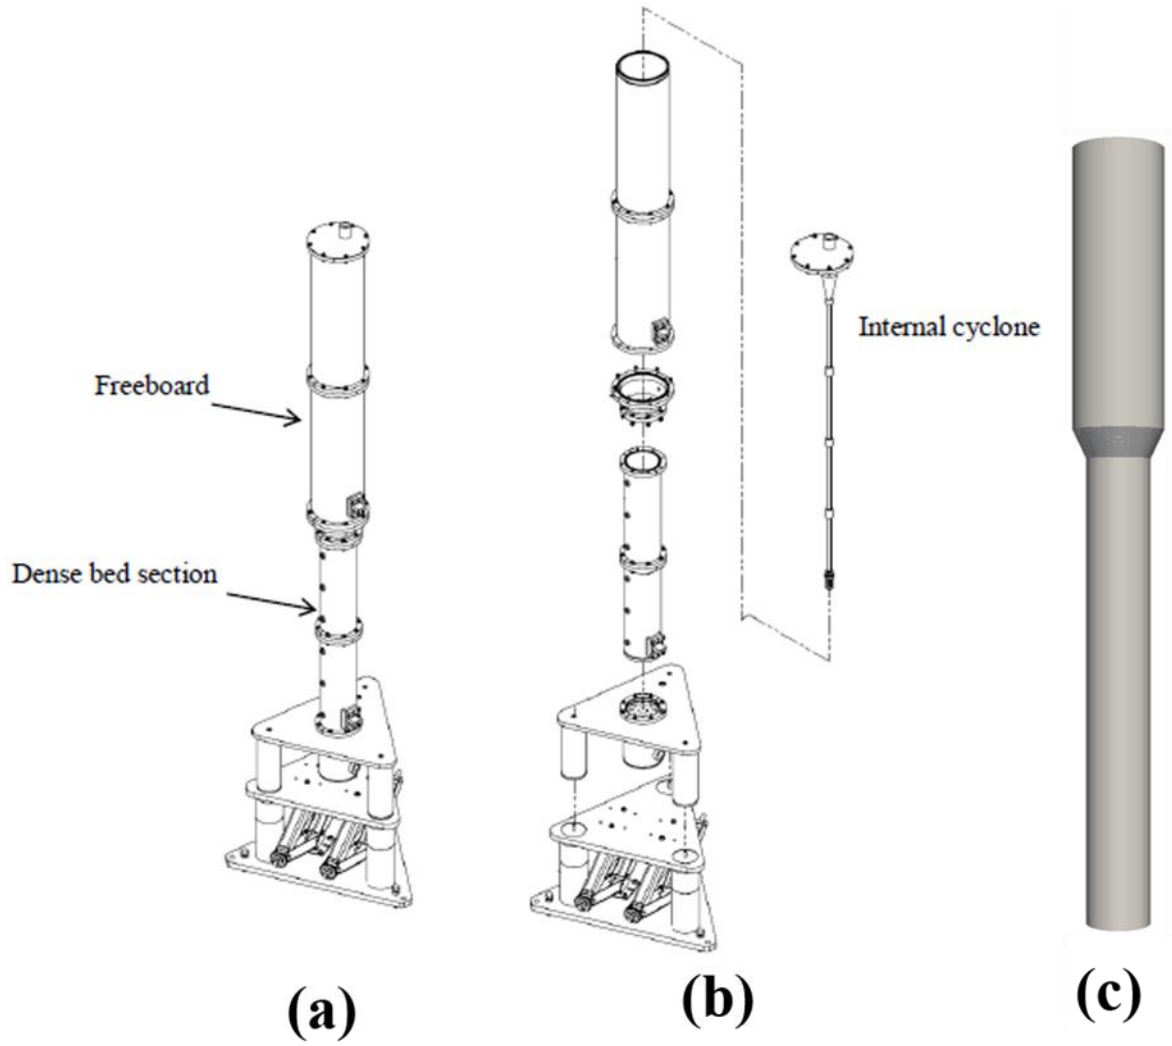 Internal cyclone
Freeboard
Dense bed section
(a)
(b)
(c)